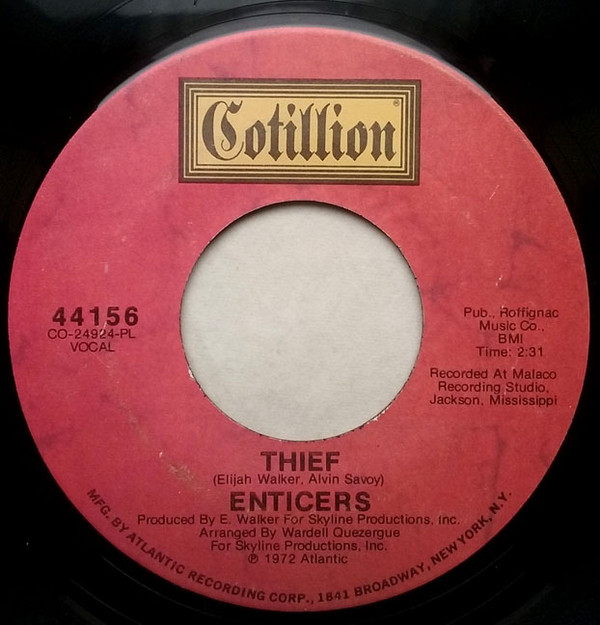 Cotillion®
44156
CO-24924-PL
VOCAL
Pub., Roffignac
Music Co.,
BMI
Time: 2:31
Recorded At Malaco
Recording Studio,
Jackson, Mississippi
THIEF
(Elijah Walker, Alvin Savoy)
ENTICERS
Produced By E. Walker For Skyline Productions, Inc.
Arranged By Wardell Quezergue
For Skyline Productions, Inc.
℗ 1972 Atlantic
MFG. BY ATLANTIC RECORDING CORP., 1841 BROADWAY, NEW YORK, N.Y.